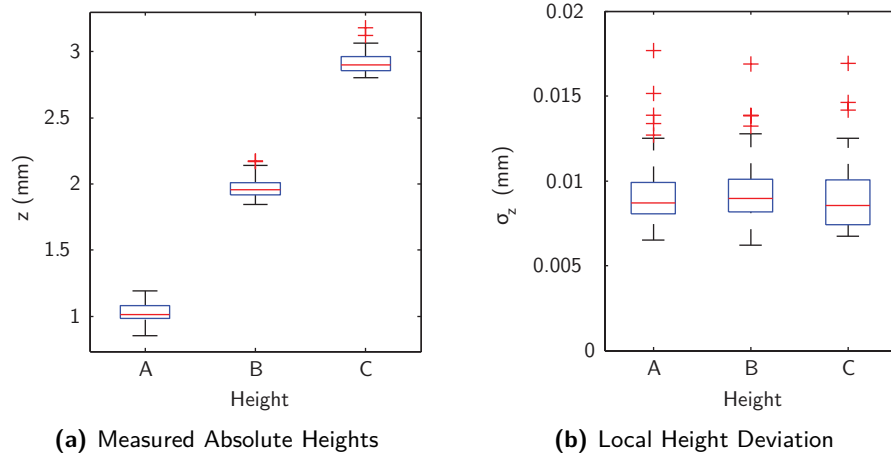 3
2.5
2
1.5
1
z (mm)
A B C
Height
(a) Measured Absolute Heights
0.02
0.015
0.01
0.005
0
σz (mm)
A B C
Height
(b) Local Height Deviation